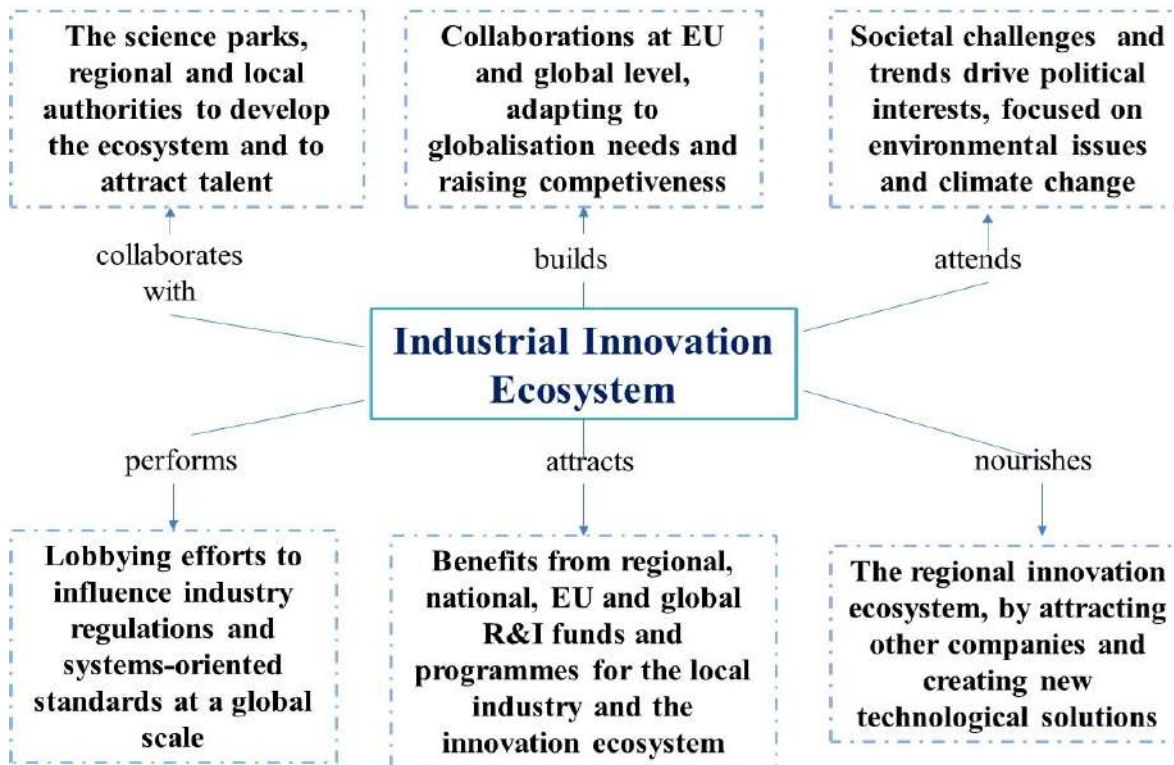 The science parks,
regional and local
authorities to develop
the ecosystem and to
attract talent
Collaborations at EU
and global level,
adapting to
globalisation needs and
raising competiveness
Societal challenges and
trends drive political
interests, focused on
environmental issues
and climate change
collaborates
with
builds
attends
Industrial Innovation
Ecosystem
performs
attracts
nourishes
Lobbying efforts to
influence industry
regulations and
systems-oriented
standards at a global
scale
Benefits from regional,
national, EU and global
R&I funds and
programmes for the local
industry and the
innovation ecosystem
The regional innovation
ecosystem, by attracting
other companies and
creating new
technological solutions